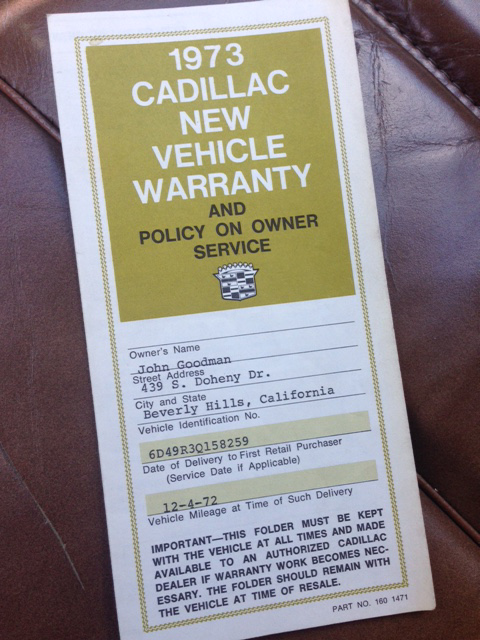 1973
CADILLAC
NEW
VEHICLE
WARRANTY
AND
POLICY ON OWNER
SERVICE
Owner's Name
John Goodman
Street Address
439 S. Doheny Dr.
City and State
Beverly Hills, California
Vehicle Identification No.
6D49R3Q158259
Date of Delivery to First Retail Purchaser
(Service Date if Applicable)
12-4-72
Vehicle Mileage at Time of Such Delivery
IMPORTANT—THIS FOLDER MUST BE KEPT
WITH THE VEHICLE AT ALL TIMES AND MADE
AVAILABLE TO AN AUTHORIZED CADILLAC
DEALER IF WARRANTY WORK BECOMES NEC-
ESSARY. THE FOLDER SHOULD REMAIN WITH
THE VEHICLE AT TIME OF RESALE.
PART NO. 160 1471